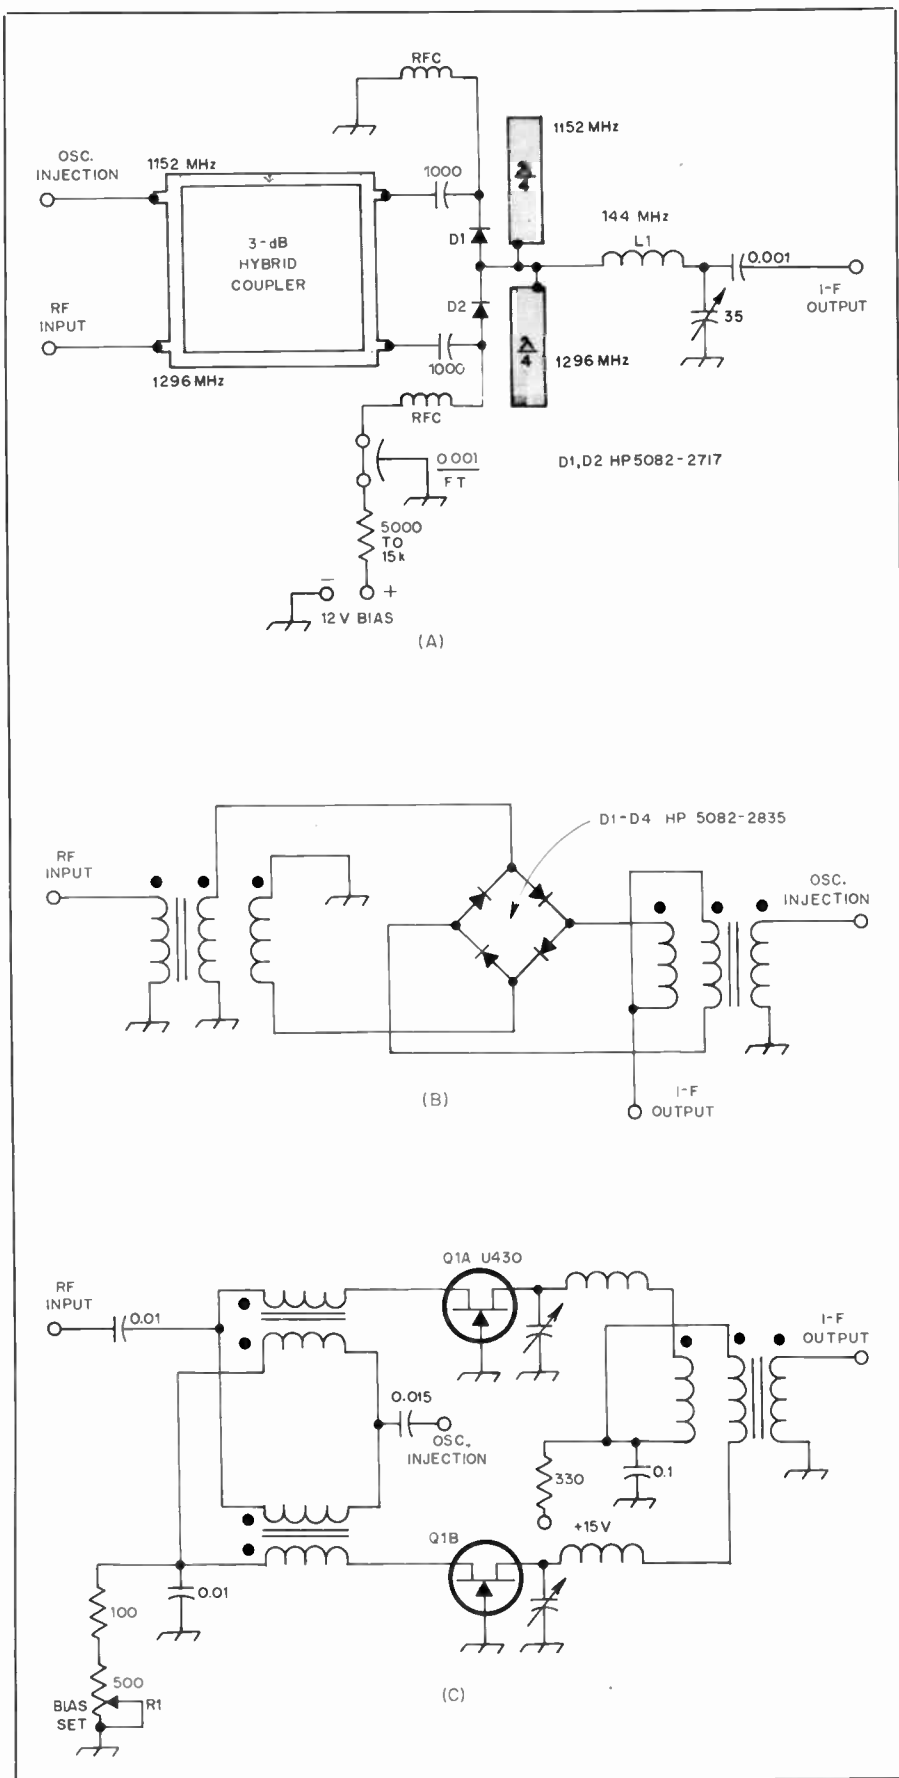 RFC
1152 MHz
OSC.
INJECTION
1152 MHz
1000
λ/4
144 MHz
L1
D1
3-dB
HYBRID
COUPLER
0.001
I-F
OUTPUT
RF
INPUT
D2
35
λ/4
1296 MHz
1000
1296 MHz
RFC
0.001
FT
D1,D2 HP5082-2717
5000
TO
15k
– +
12 V BIAS
(A)
D1-D4 HP 5082-2835
RF
INPUT
OSC.
INJECTION
(B)
I-F
OUTPUT
Q1A U430
RF
INPUT
0.01
I-F
OUTPUT
0.015
OSC.
INJECTION
330
0.1
+15V
Q1B
0.01
100
500
BIAS
SET
R1
(C)